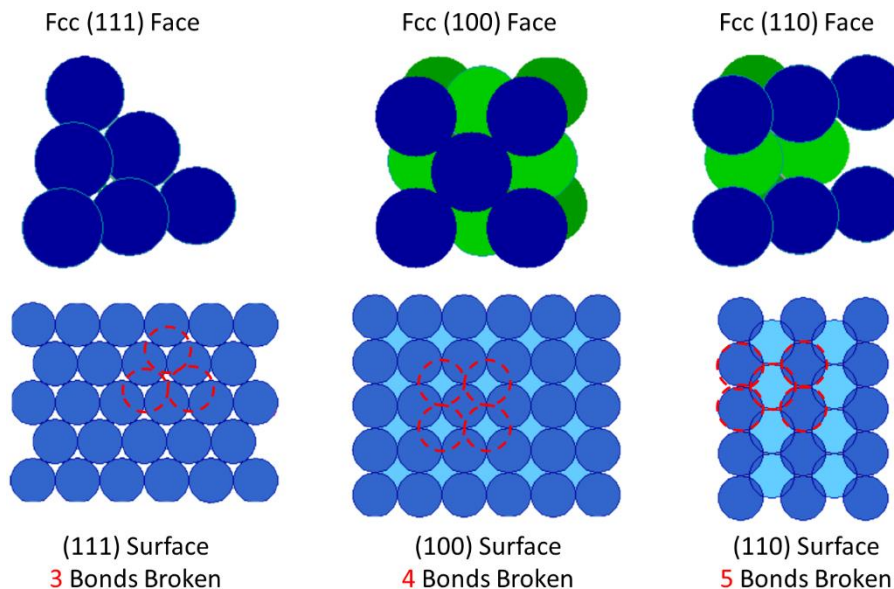 Fcc (111) Face
Fcc (100) Face
Fcc (110) Face
(111) Surface
3 Bonds Broken
(100) Surface
4 Bonds Broken
(110) Surface
5 Bonds Broken